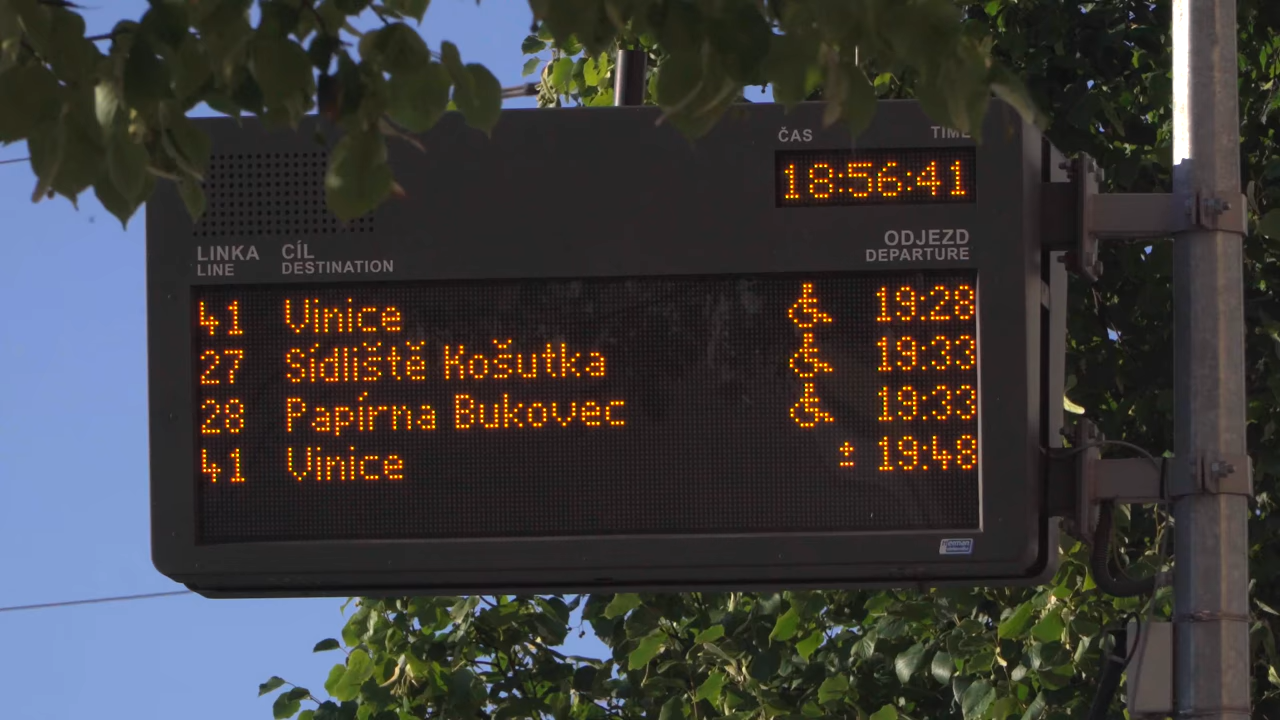 ČAS TIME
18:56:41
LINKA CÍL ODJEZD
LINE DESTINATION DEPARTURE
41 Vinice 19:28
27 Sídliště Košutka 19:33
28 Papírna Bukovec 19:33
41 Vinice ± 19:48